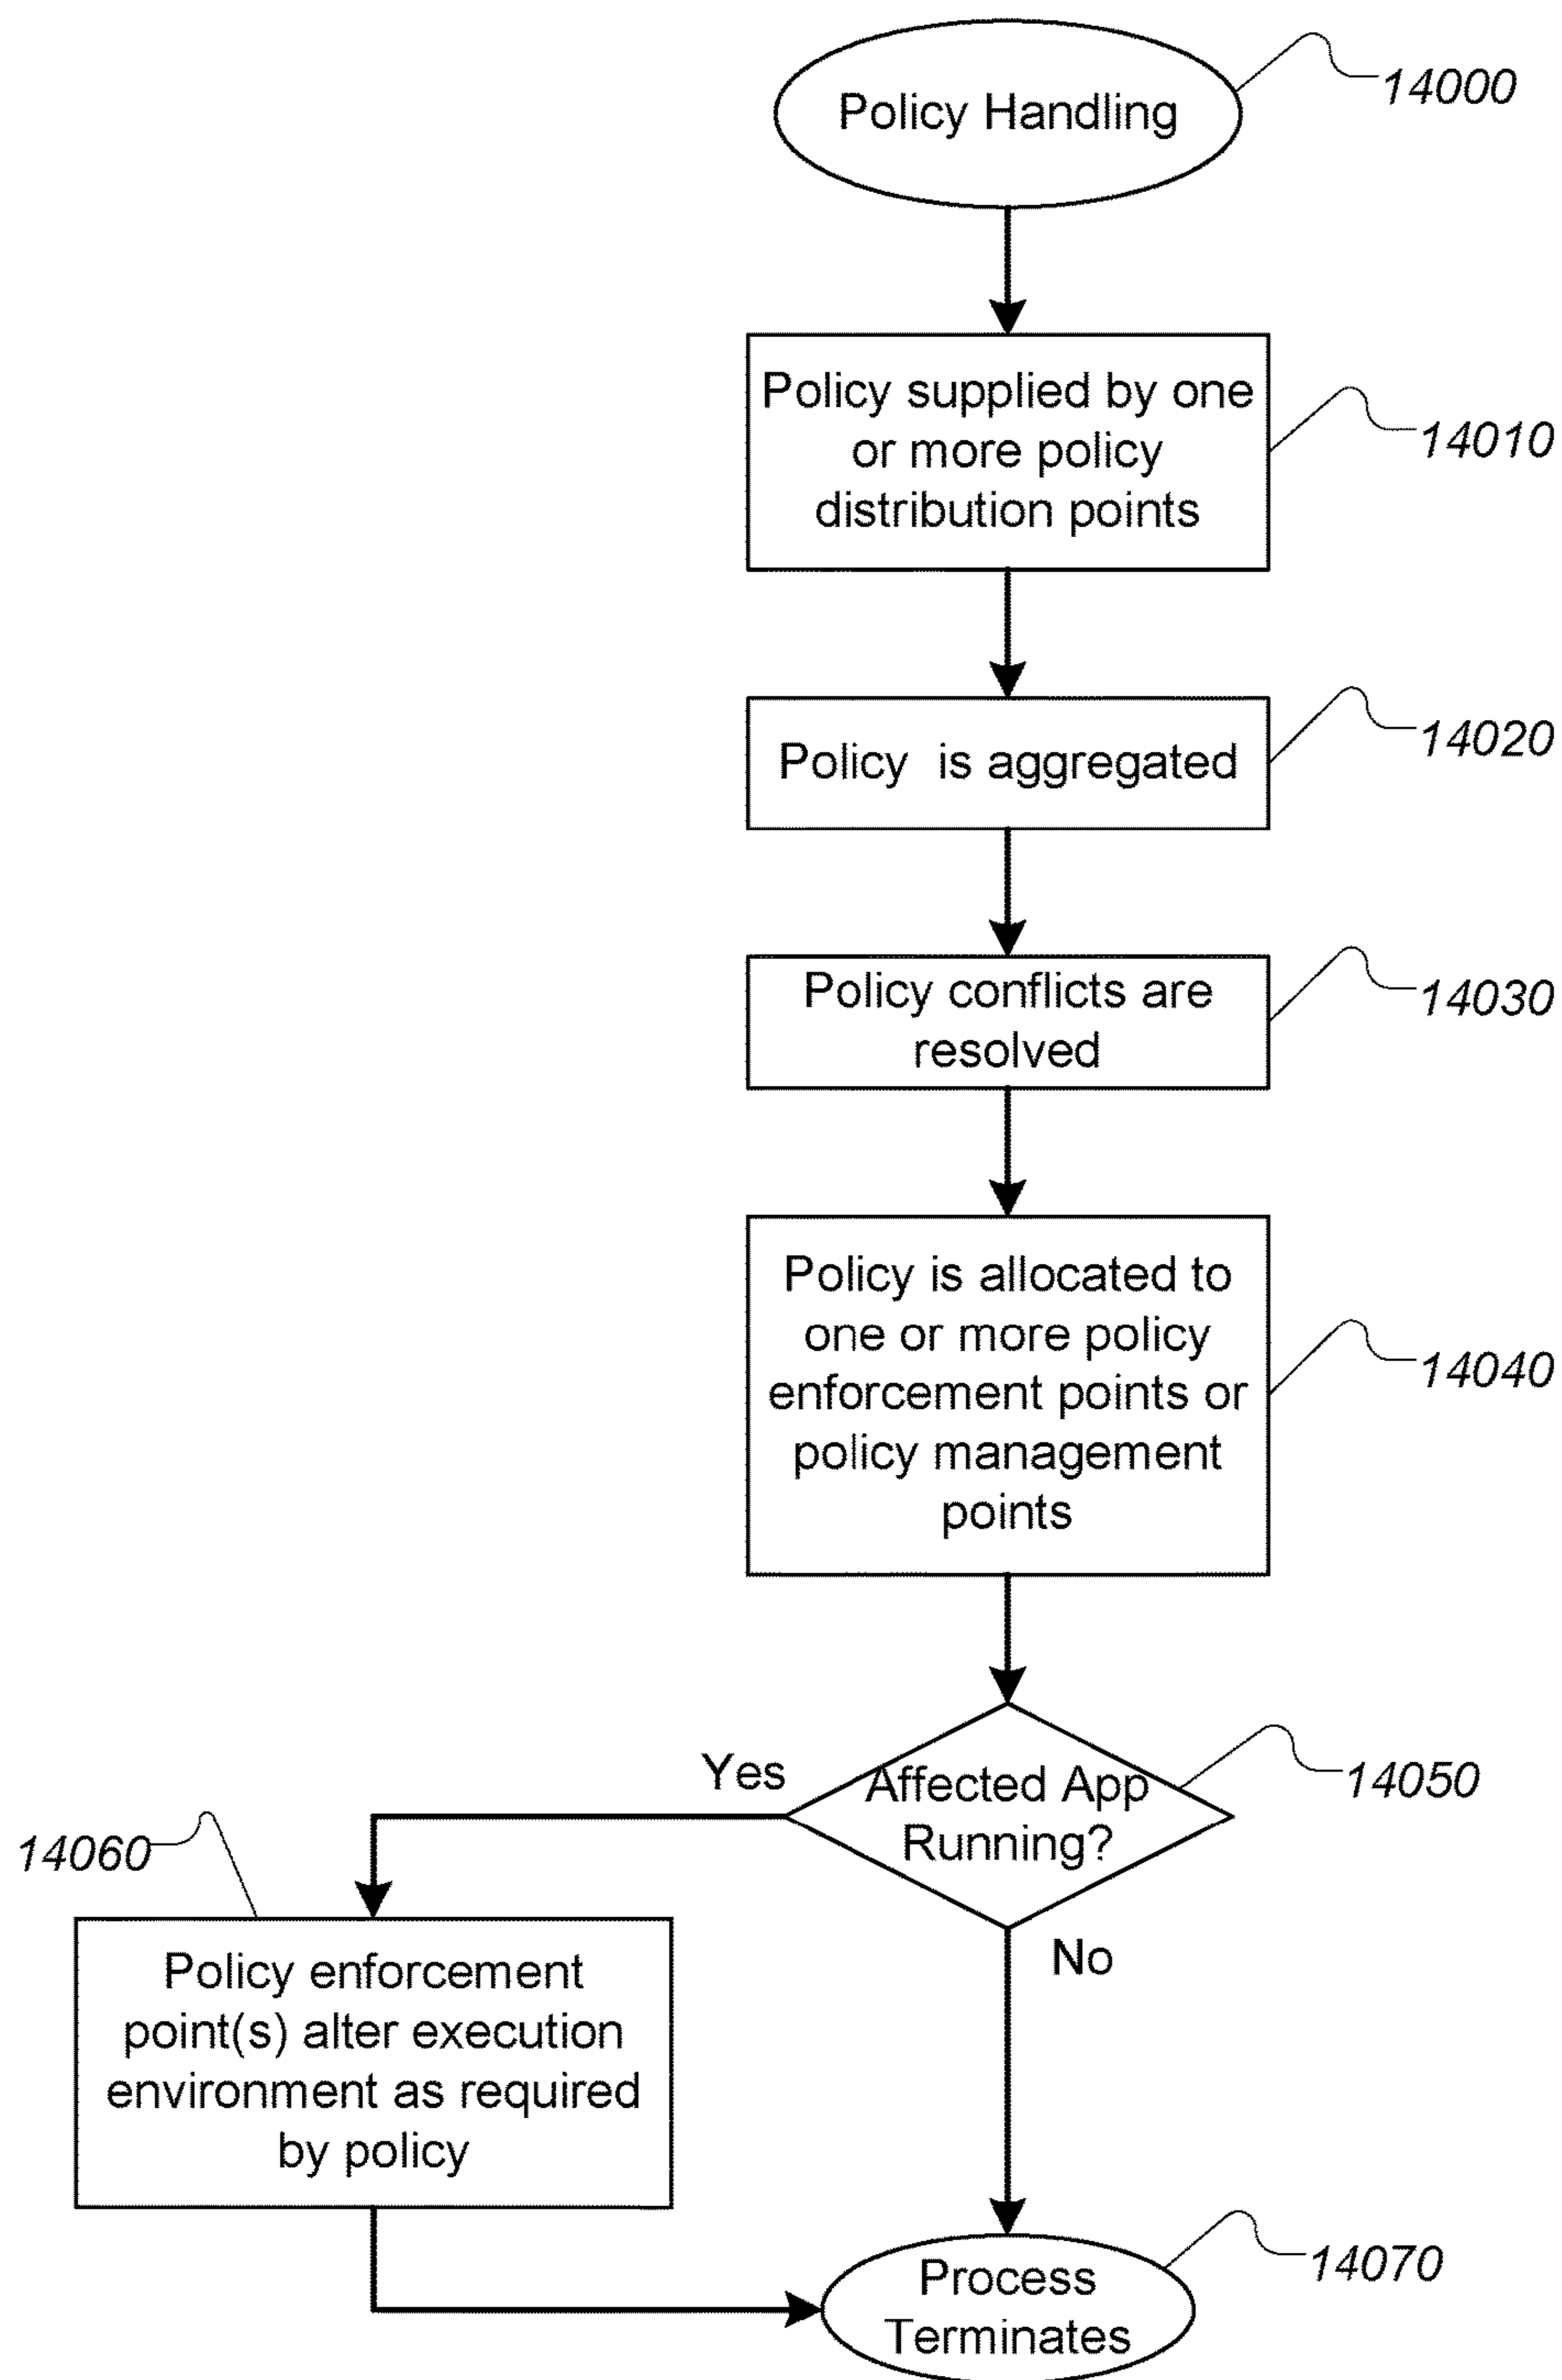 Policy Handling
14000
Policy supplied by one
or more policy
distribution points
14010
Policy is aggregated
14020
Policy conflicts are
resolved
14030
Policy is allocated to
one or more policy
enforcement points or
policy management
points
14040
Affected App
Running?
14050
Yes
No
14060
Policy enforcement
point(s) alter execution
environment as required
by policy
Process
Terminates
14070